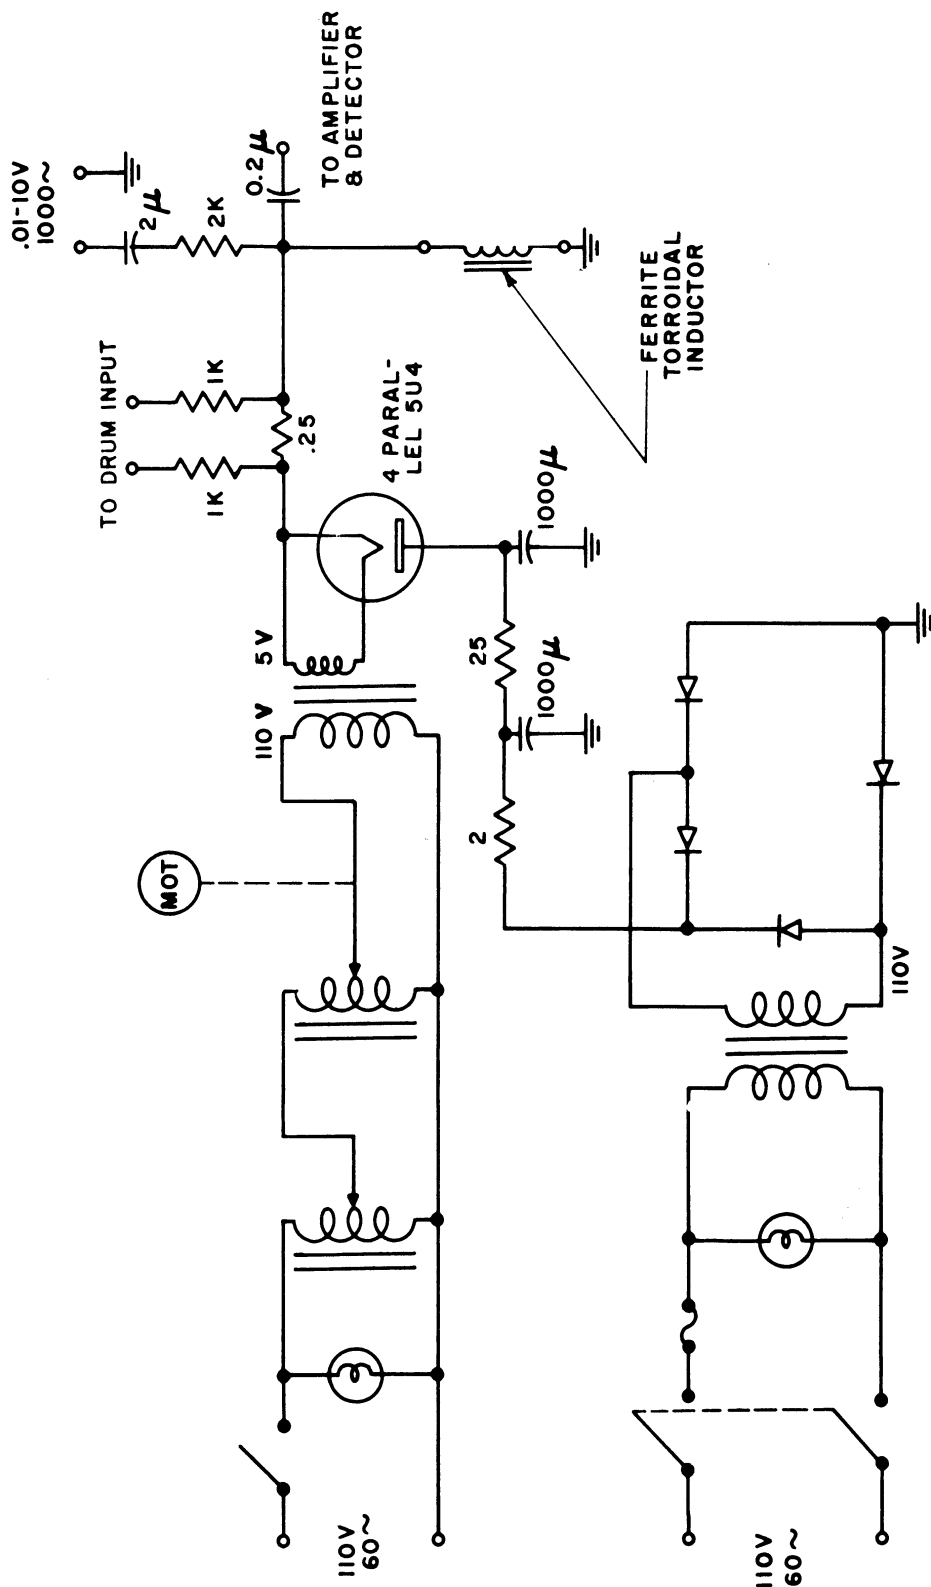 .01-10V
1000~
2µ
2K
0.2µ
TO AMPLIFIER
& DETECTOR
TO DRUM INPUT
1K
1K
.25
4 PARAL-
LEL 5U4
FERRITE
TORROIDAL
INDUCTOR
110V
5V
MOT
110V
60~
1000µ
25
1000µ
2
110V
110V
60~